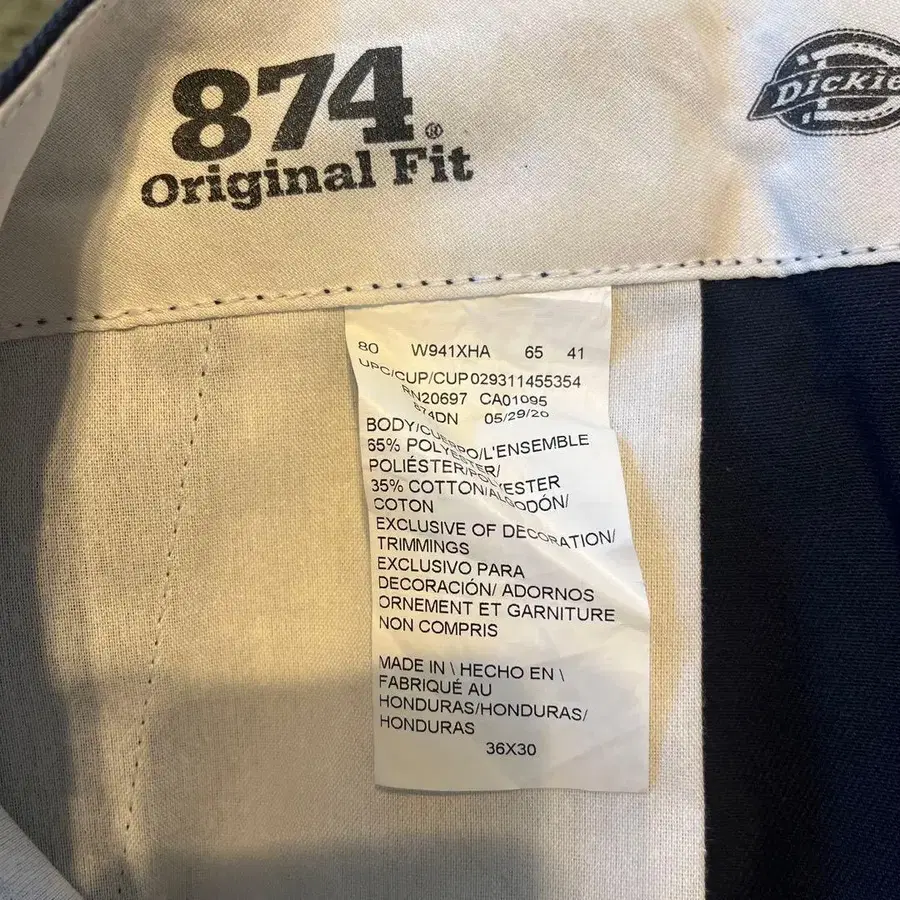 874®
Original Fit
Dickie
80 W941XHA 65 41
UPC/CUP/CUP 029311455354
RN20697 CA01095
874DN 05/29/20
BODY/CUERPO/L'ENSEMBLE
65% POLYESTER/
POLIÉSTER/POLYESTER
35% COTTON/ALGODÓN/
COTON
EXCLUSIVE OF DECORATION/
TRIMMINGS
EXCLUSIVO PARA
DECORACIÓN/ ADORNOS
ORNEMENT ET GARNITURE
NON COMPRIS
MADE IN \ HECHO EN \
FABRIQUÉ AU
HONDURAS/HONDURAS/
HONDURAS
36X30